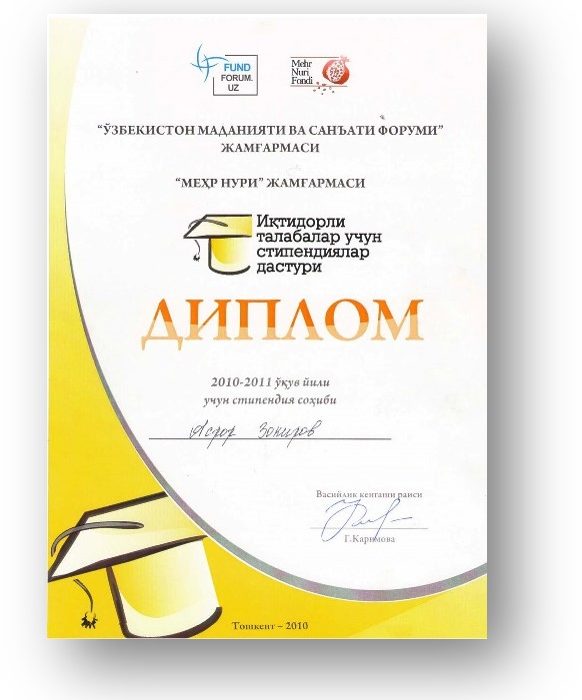 FUND
FORUM.
UZ
Mehr
Nuri
Fondi
“ЎЗБЕКИСТОН МАДАНИЯТИ ВА САНЪАТИ ФОРУМИ”
ЖАМҒАРМАСИ
“МЕҲР НУРИ” ЖАМҒАРМАСИ
Иқтидорли
талабалар учун
стипендиялар
дастури
ДИПЛОМ
2010-2011 ўқув йили
учун стипендия соҳиби
Асрор Зокиров
Васийлик кенгаши раиси
Г.Каримова
Тошкент – 2010